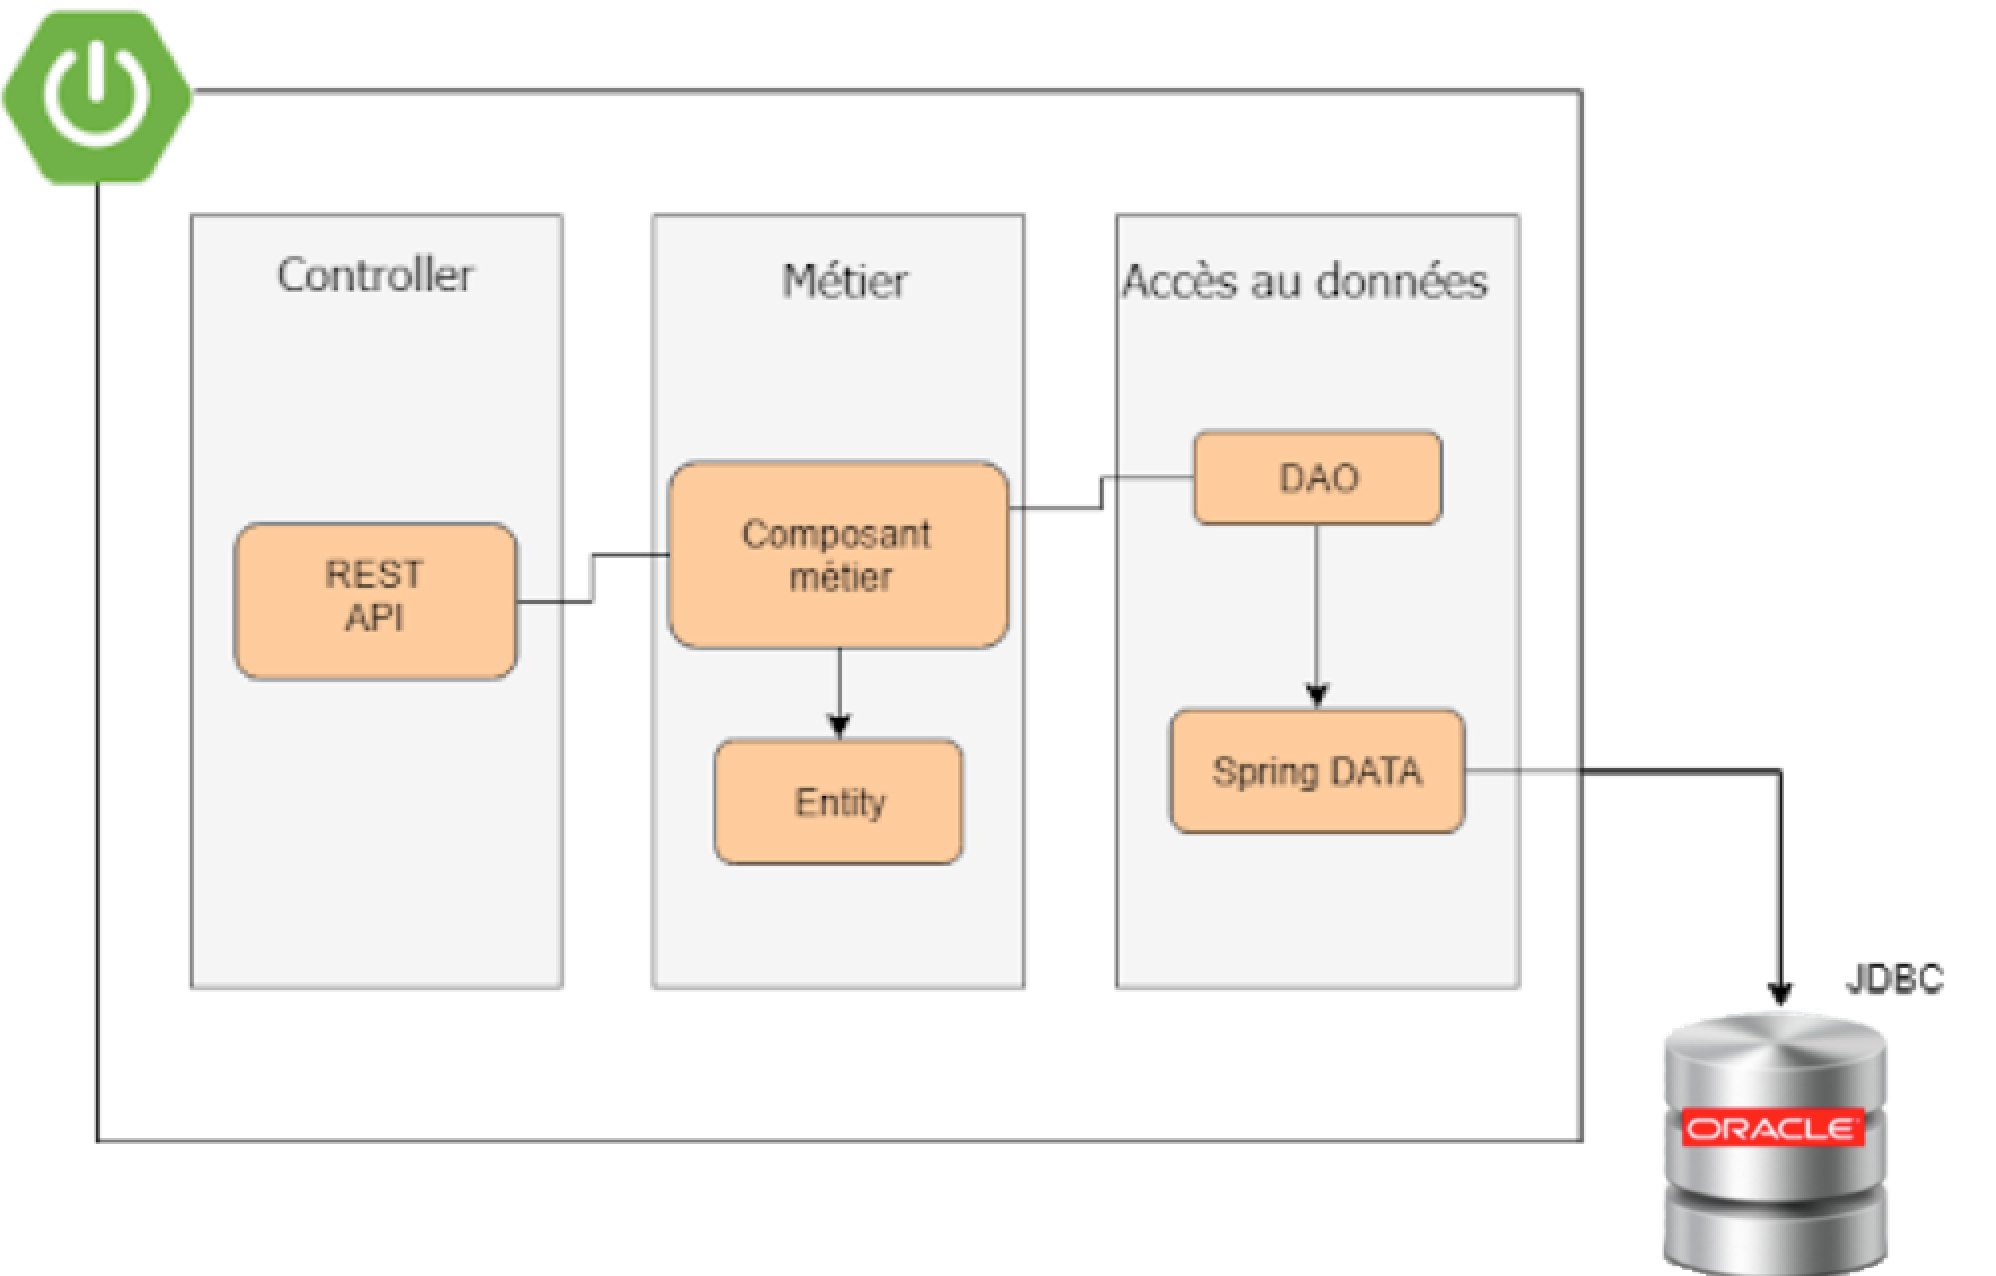 Controller
Métier
Accès au données
REST
API
Composant
métier
Entity
DAO
Spring DATA
JDBC
ORACLE